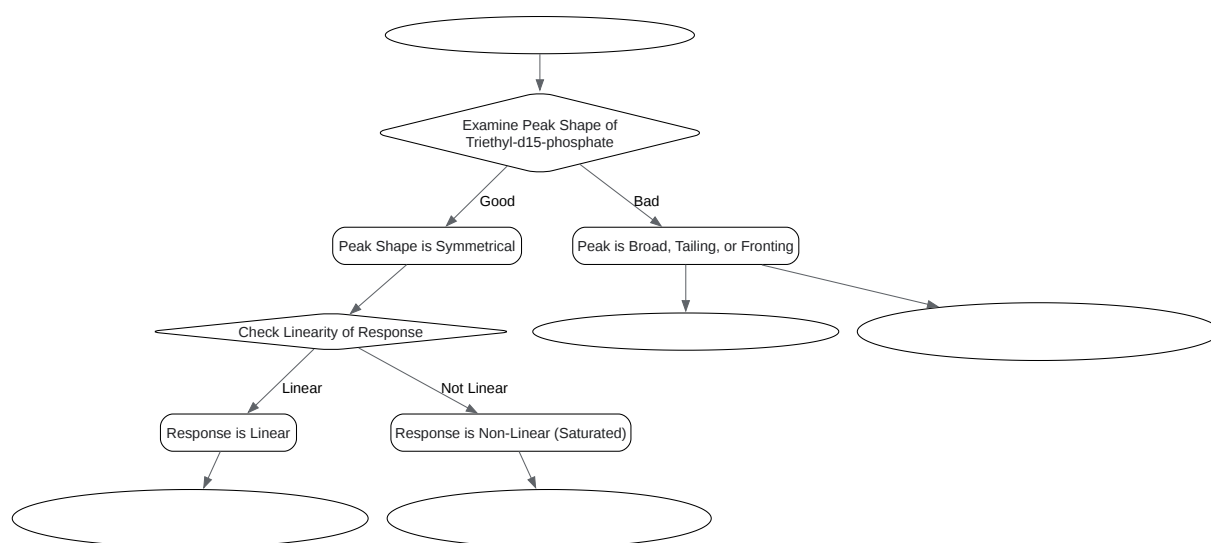 Examine Peak Shape of
Triethyl-d15-phosphate
Good
Bad
Peak Shape is Symmetrical
Peak is Broad, Tailing, or Fronting
Check Linearity of Response
Linear
Not Linear
Response is Linear
Response is Non-Linear (Saturated)